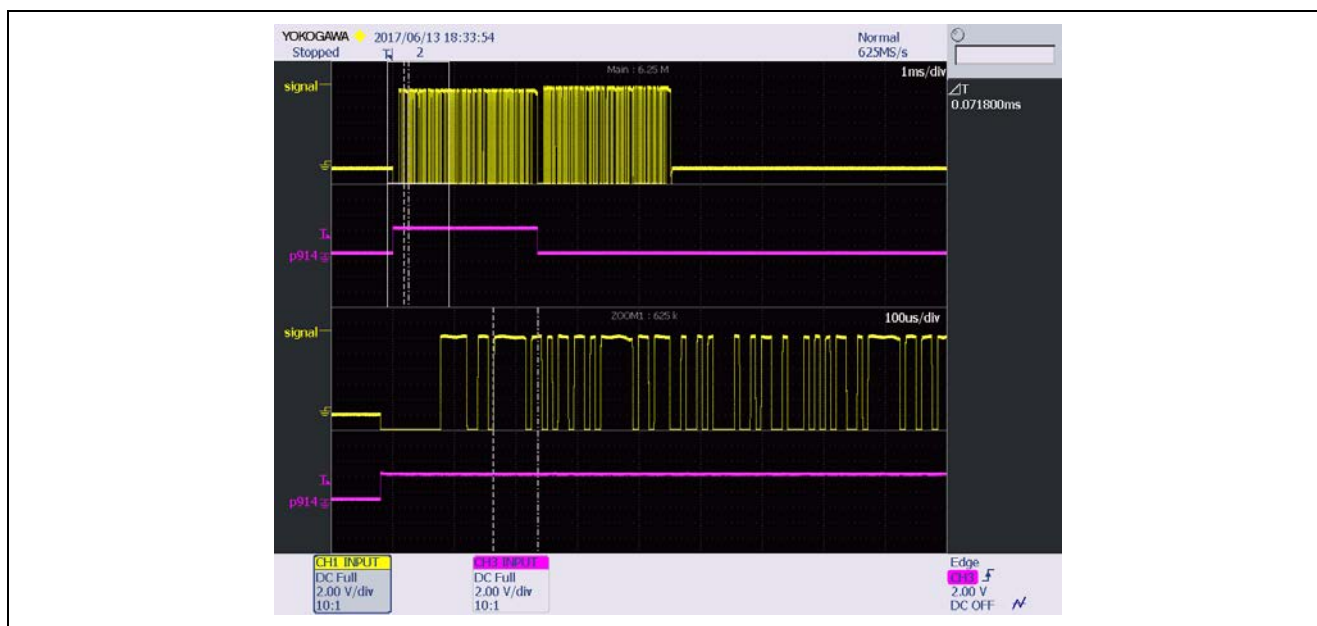 YOKOGAWA 2017/06/13 18:33:54 Normal
Stopped 2 625MS/s
Main : 6.25 M 1ms/div
signal
⊿T
0.071800ms
p914
ZOOM1 : 625 k 100us/div
signal
p914
CH1 INPUT CH3 INPUT Edge
DC Full DC Full CH3
2.00 V/div 2.00 V/div 2.00 V
10:1 10:1 DC OFF